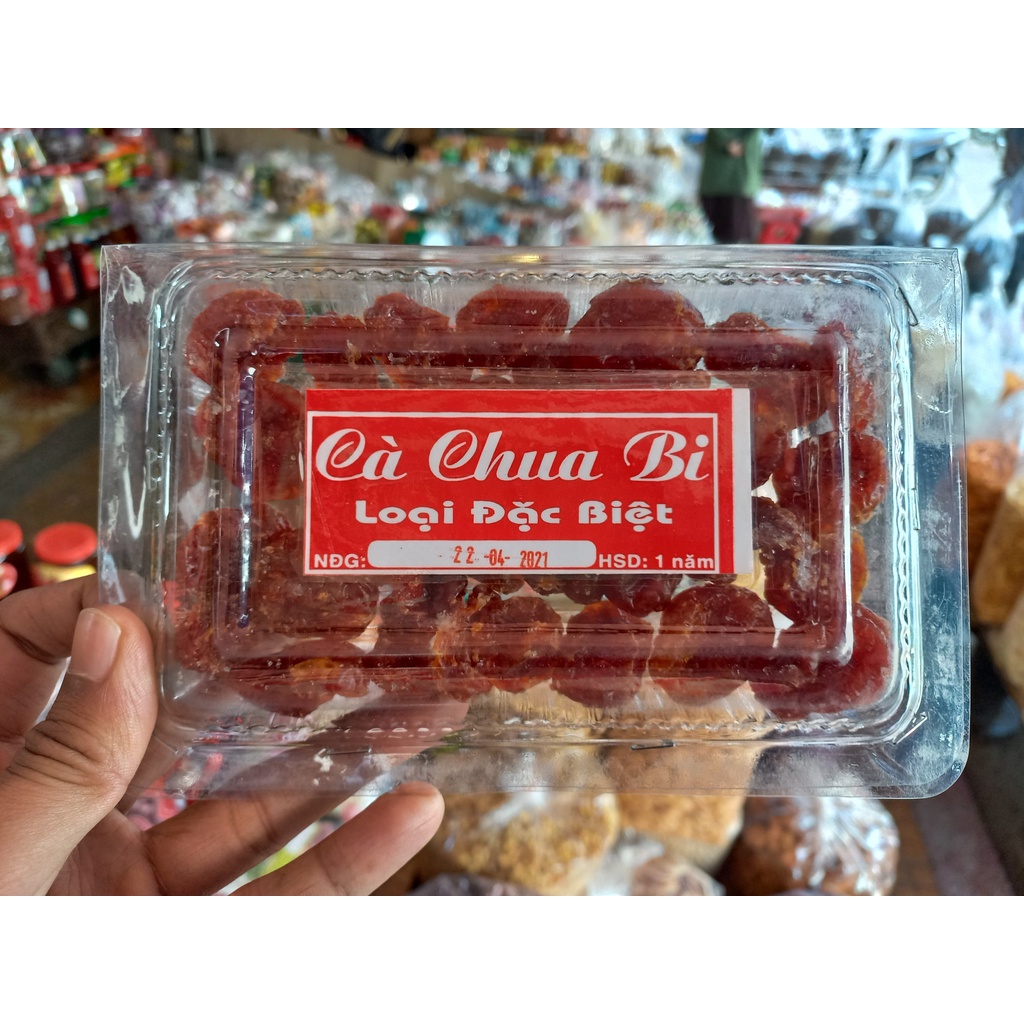 Cà Chua Bi
Loại Đặc Biệt
NĐG: 22 -04- 2021 HSD: 1 năm